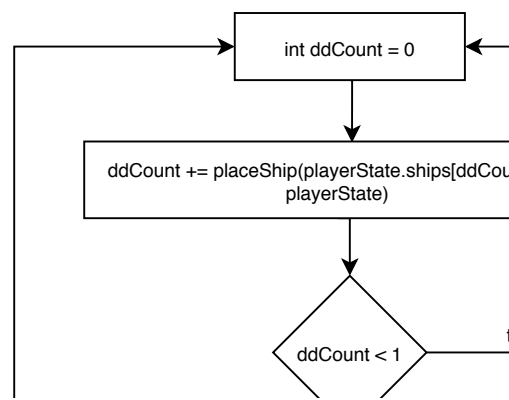 int ddCount = 0
ddCount += placeShip(playerState.ships[ddCou
playerState)
ddCount < 1